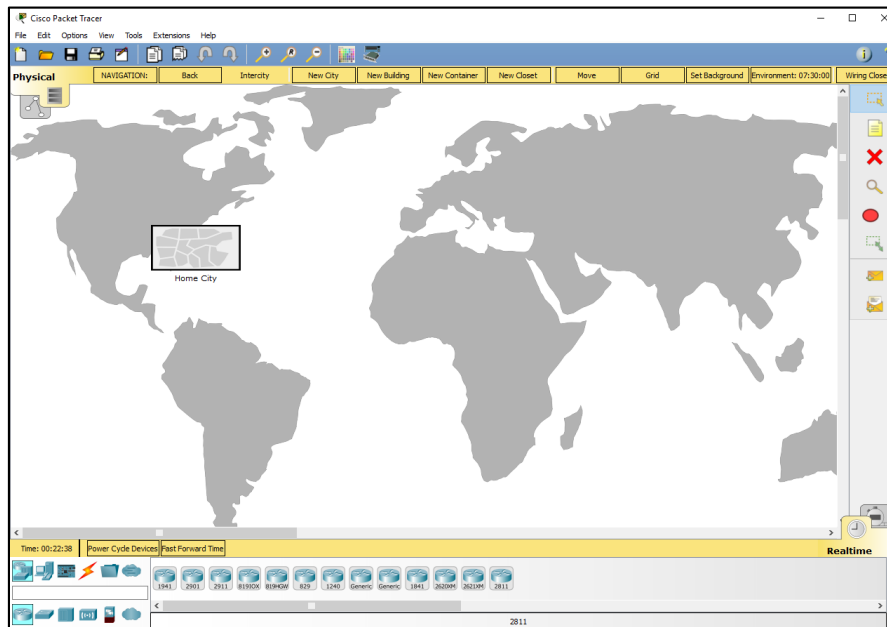 Cisco Packet Tracer
File Edit Options View Tools Extensions Help
Physical NAVIGATION: Back Intercity New City New Building New Container New Closet Move Grid Set Background Environment: 07:30:00 Wiring Close
Home City
Time: 00:22:38 Power Cycle Devices Fast Forward Time
Realtime
1941 2901 2911 819IOX 819HGW 829 1240 Generic Generic 1841 2620XM 2621XM 2811
2811